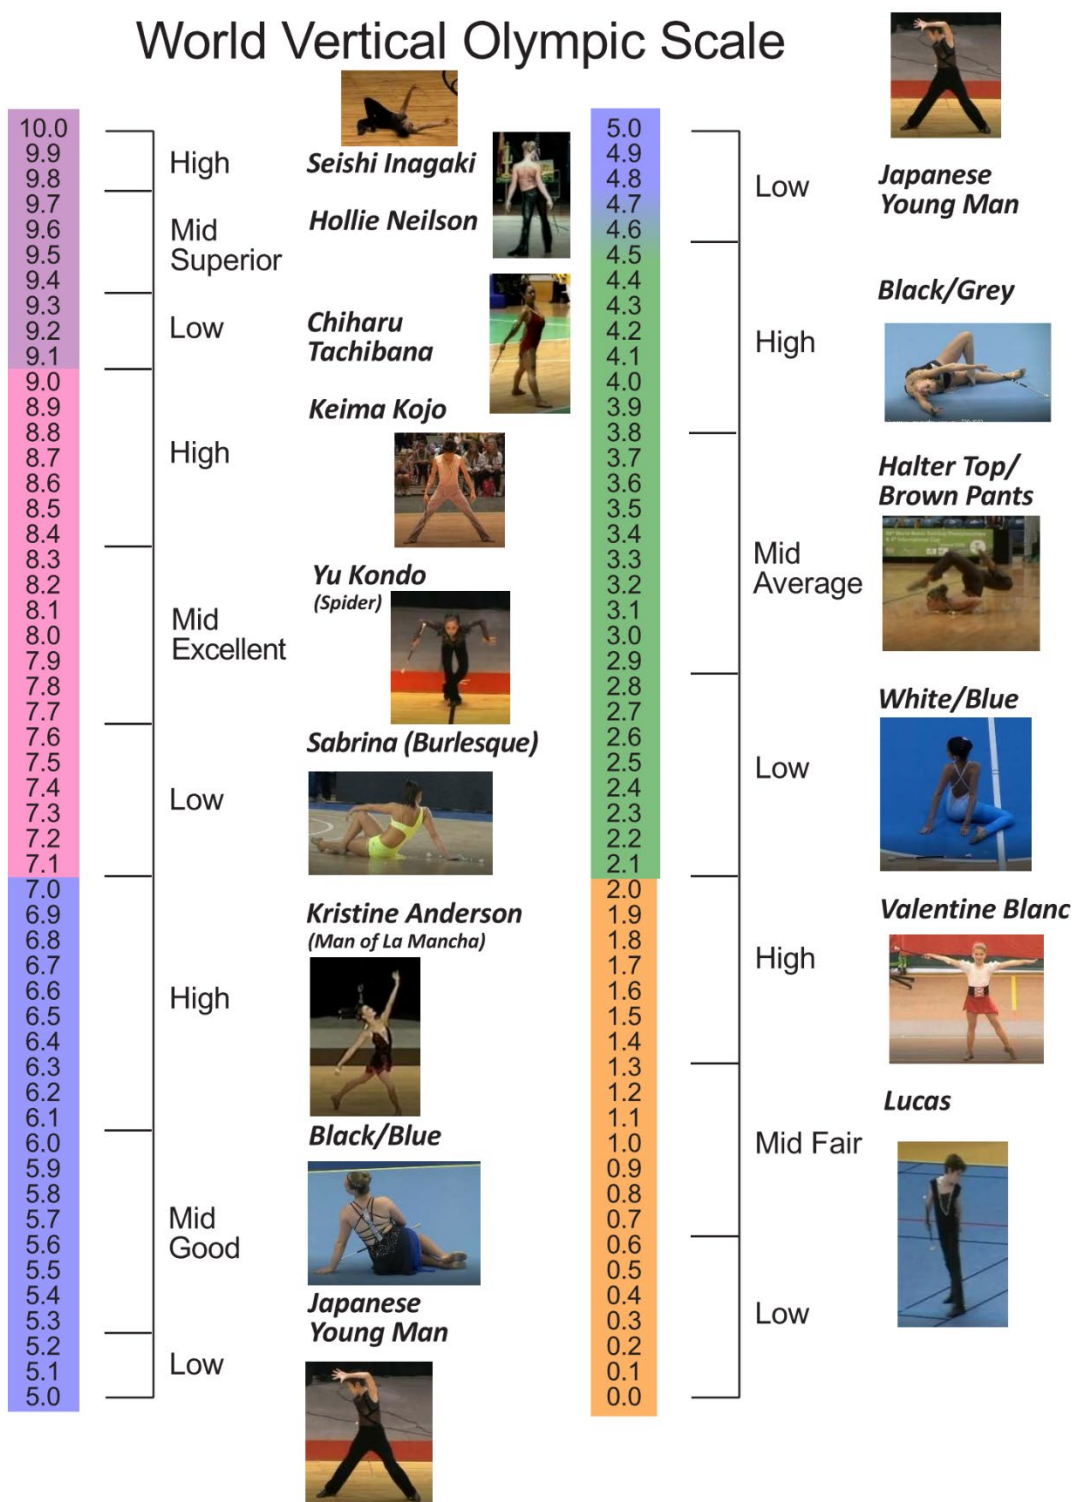 World Vertical Olympic Scale
10.0
9.9
9.8
9.7
9.6
9.5
9.4
9.3
9.2
9.1
9.0
8.9
8.8
8.7
8.6
8.5
8.4
8.3
8.2
8.1
8.0
7.9
7.8
7.7
7.6
7.5
7.4
7.3
7.2
7.1
7.0
6.9
6.8
6.7
6.6
6.5
6.4
6.3
6.2
6.1
6.0
5.9
5.8
5.7
5.6
5.5
5.4
5.3
5.2
5.1
5.0
High
Mid
Superior
Low
High
Mid
Excellent
Low
High
Mid
Good
Low
Seishi Inagaki
Hollie Neilson
Chiharu
Tachibana
Keima Kojo
Yu Kondo
(Spider)
Sabrina (Burlesque)
Kristine Anderson
(Man of La Mancha)
Black/Blue
Japanese
Young Man
5.0
4.9
4.8
4.7
4.6
4.5
4.4
4.3
4.2
4.1
4.0
3.9
3.8
3.7
3.6
3.5
3.4
3.3
3.2
3.1
3.0
2.9
2.8
2.7
2.6
2.5
2.4
2.3
2.2
2.1
2.0
1.9
1.8
1.7
1.6
1.5
1.4
1.3
1.2
1.1
1.0
0.9
0.8
0.7
0.6
0.5
0.4
0.3
0.2
0.1
0.0
Low
High
Mid
Average
Low
High
Mid Fair
Low
Japanese
Young Man
Black/Grey
Halter Top/
Brown Pants
White/Blue
Valentine Blanc
Lucas